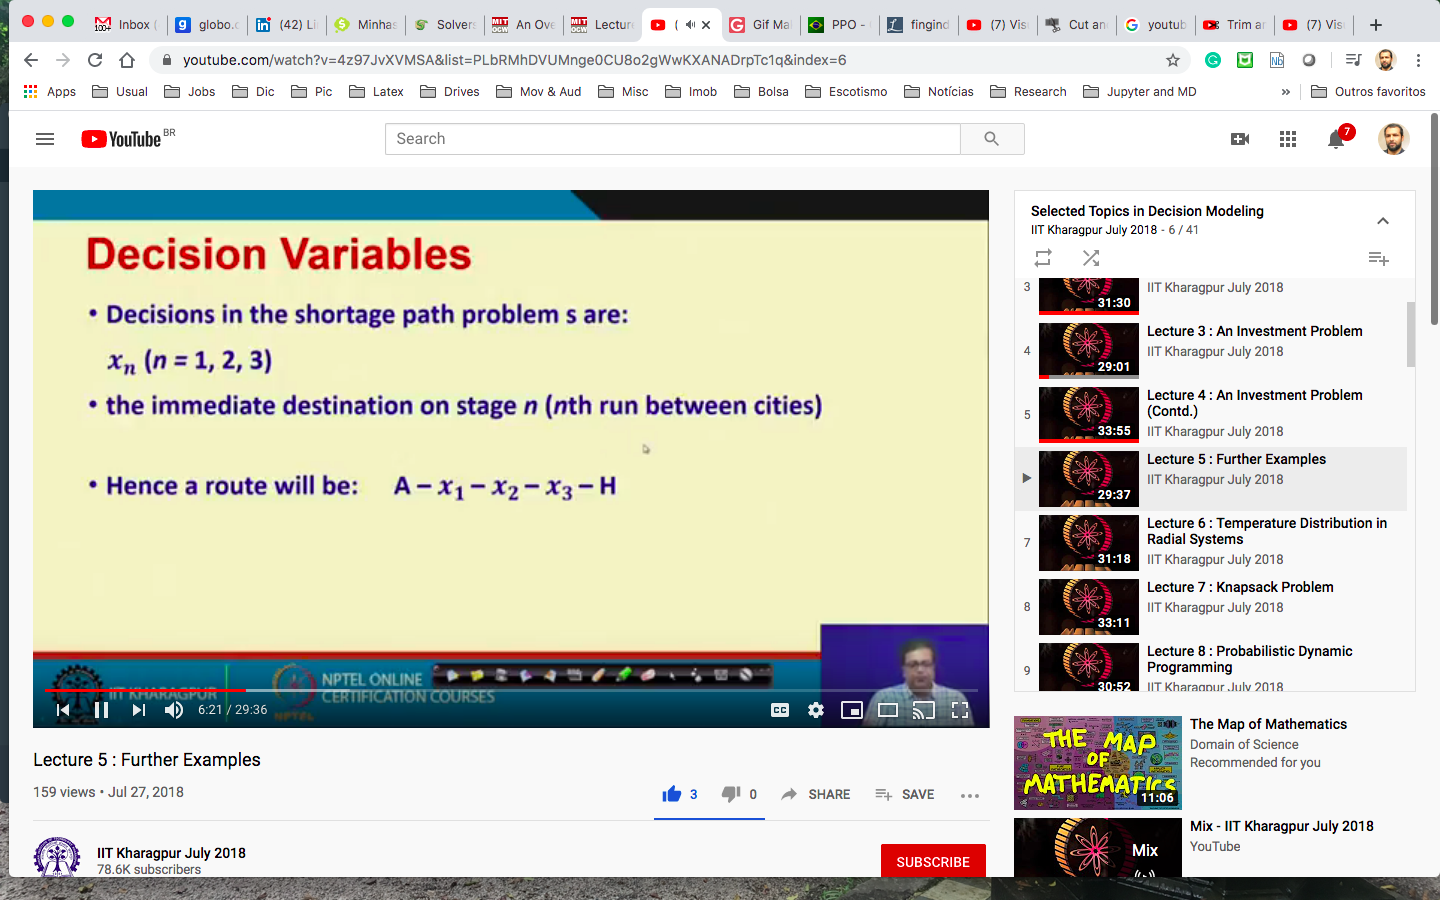 Inbox (
globo.c
(42) Li
Minhas
Solvers
An Ove
Lecture
(
Gif Mai
PPO -
fingind
(7) Vis
Cut an
youtub
Trim a
(7) Vis
youtube.com/watch?v=4z97JvXVMSA&list=PLbRMhDVUMnge0CU8o2gWwKXANADrpTc1q&index=6
Apps Usual Jobs Dic Pic Latex Drives Mov & Aud Misc Imob Bolsa Escotismo Notícias Research Jupyter and MD » Outros favoritos
YouTube BR
Search
7
Decision Variables
• Decisions in the shortage path problem s are:
xn (n = 1, 2, 3)
• the immediate destination on stage n (nth run between cities)
• Hence a route will be: A – x1 – x2 – x3 – H
IIT KHARAGPUR
NPTEL
NPTEL ONLINE
CERTIFICATION COURSES
6:21 / 29:36
CC
Lecture 5 : Further Examples
159 views • Jul 27, 2018
3
0
SHARE
SAVE
IIT Kharagpur July 2018
78.6K subscribers
SUBSCRIBE
Selected Topics in Decision Modeling
IIT Kharagpur July 2018 - 6 / 41
3
31:30
IIT Kharagpur July 2018
4
29:01
Lecture 3 : An Investment Problem
IIT Kharagpur July 2018
5
33:55
Lecture 4 : An Investment Problem
(Contd.)
IIT Kharagpur July 2018
29:37
Lecture 5 : Further Examples
IIT Kharagpur July 2018
7
31:18
Lecture 6 : Temperature Distribution in
Radial Systems
IIT Kharagpur July 2018
8
33:11
Lecture 7 : Knapsack Problem
IIT Kharagpur July 2018
9
30:52
Lecture 8 : Probabilistic Dynamic
Programming
IIT Kharagpur July 2018
THE MAP
OF
MATHEMATICS
11:06
The Map of Mathematics
Domain of Science
Recommended for you
Mix
Mix - IIT Kharagpur July 2018
YouTube